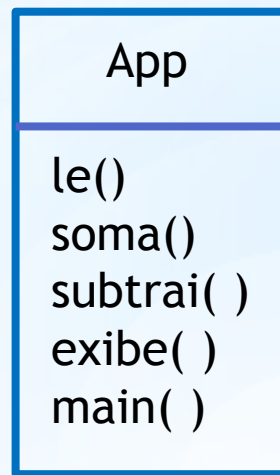 App
le()
soma()
subtrai( )
exibe( )
main( )